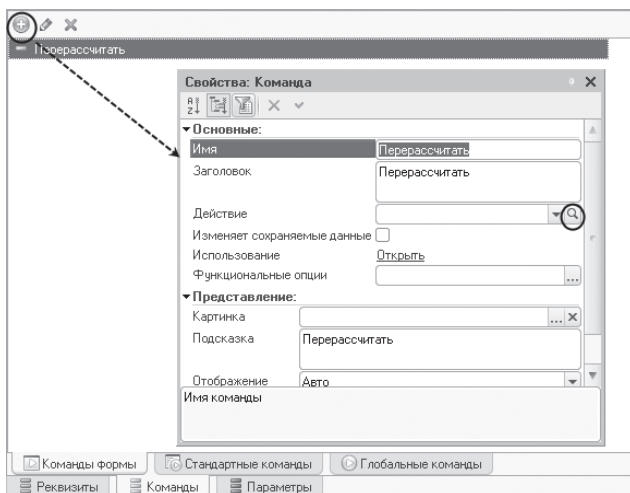 Перерассчитать
Свойства: Команда
Основные:
Имя Перерассчитать
Заголовок Перерассчитать
Действие
Изменяет сохраняемые данные
Использование Открыть
Функциональные опции ...
Представление:
Картинка ...
Подсказка Перерассчитать
Отображение Авто
Имя команды
Команды формы Стандартные команды Глобальные команды
Реквизиты Команды Параметры